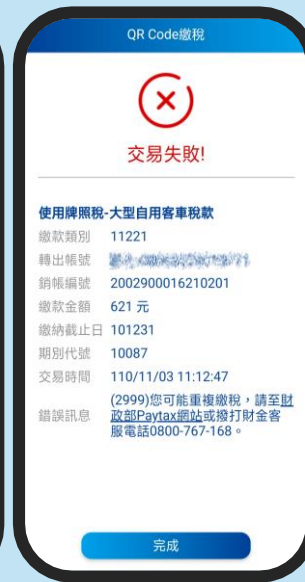 QR Code繳稅
交易失敗!
使用牌照稅-大型自用客車稅款
繳款類別 11221
轉出帳號
銷帳編號 2002900016210201
繳款金額 621 元
繳納截止日 101231
期別代號 10087
交易時間 110/11/03 11:12:47
錯誤訊息 (2999)您可能重複繳稅，請至財
政部Paytax網站或撥打財金客
服電話0800-767-168。
完成